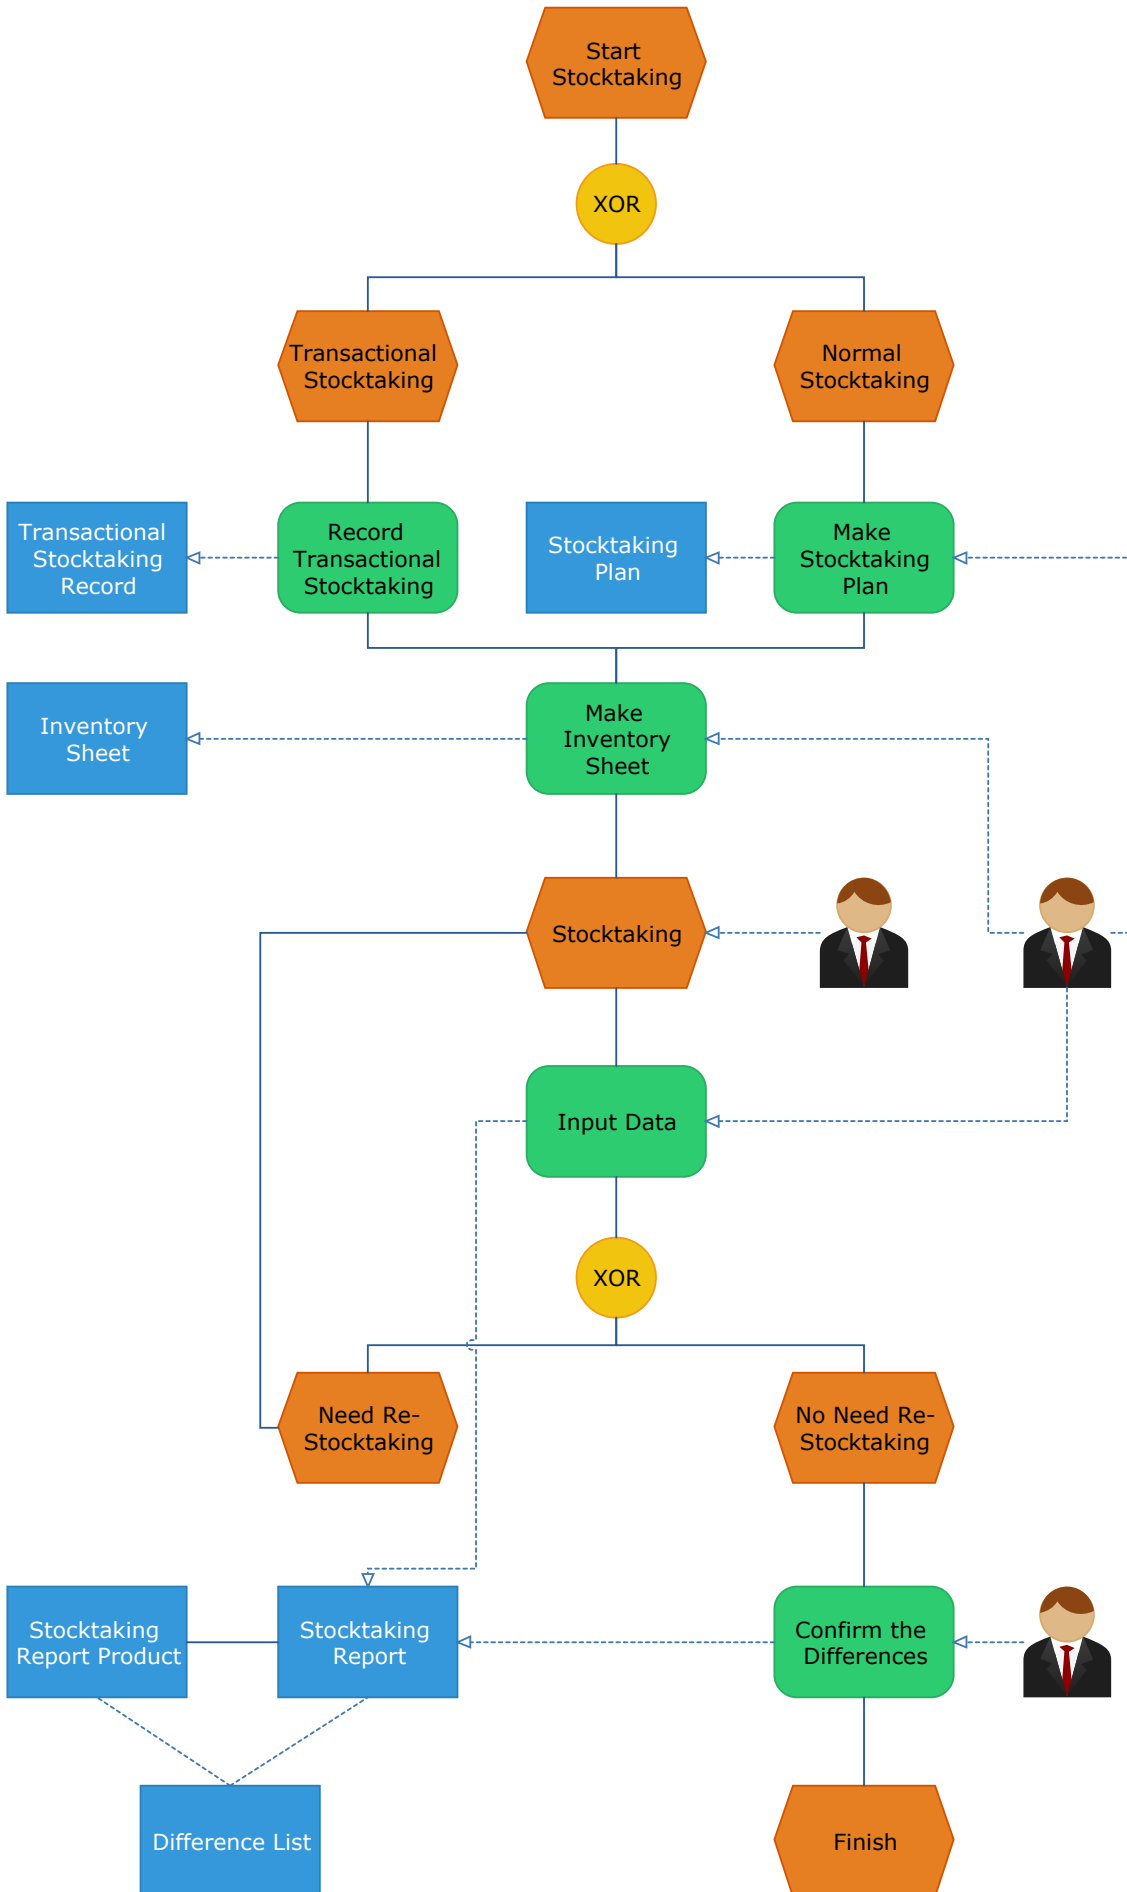 Start
Stocktaking
XOR
Transactional
Stocktaking
Normal
Stocktaking
Transactional
Stocktaking
Record
Record
Transactional
Stocktaking
Stocktaking
Plan
Make
Stocktaking
Plan
Inventory
Sheet
Make
Inventory
Sheet
Stocktaking
Input Data
XOR
Need Re-
Stocktaking
No Need Re-
Stocktaking
Stocktaking
Report Product
Stocktaking
Report
Confirm the
Differences
Difference List
Finish